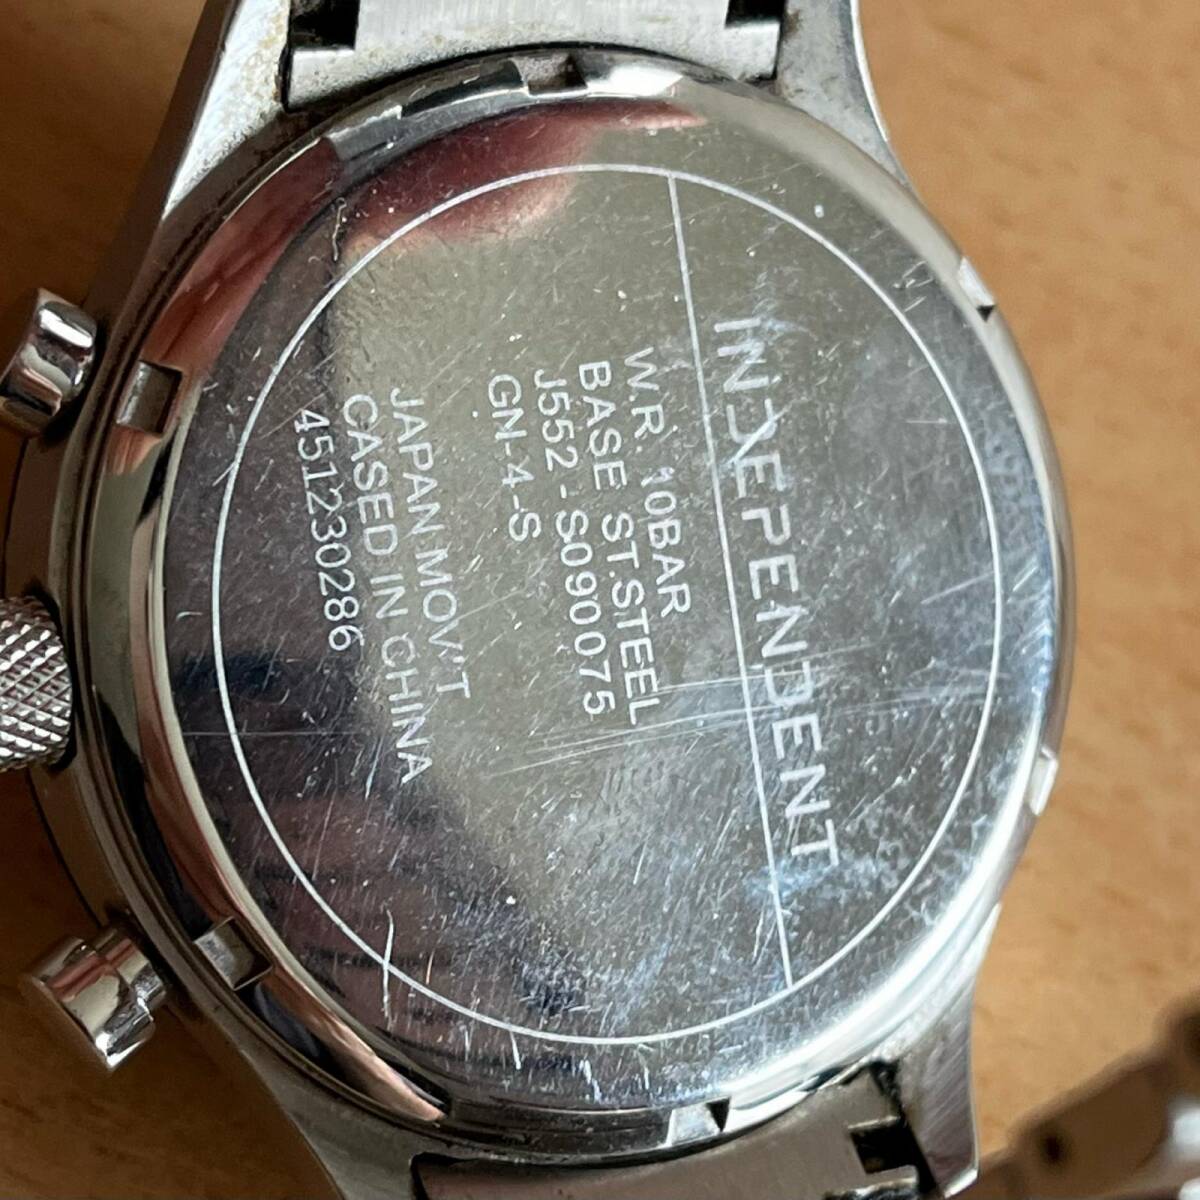 INDEPENDENT
W.R. 10BAR
BASE ST.STEEL
J552-S090075
GN-4-S
JAPAN MOV'T
CASED IN CHINA
451230286